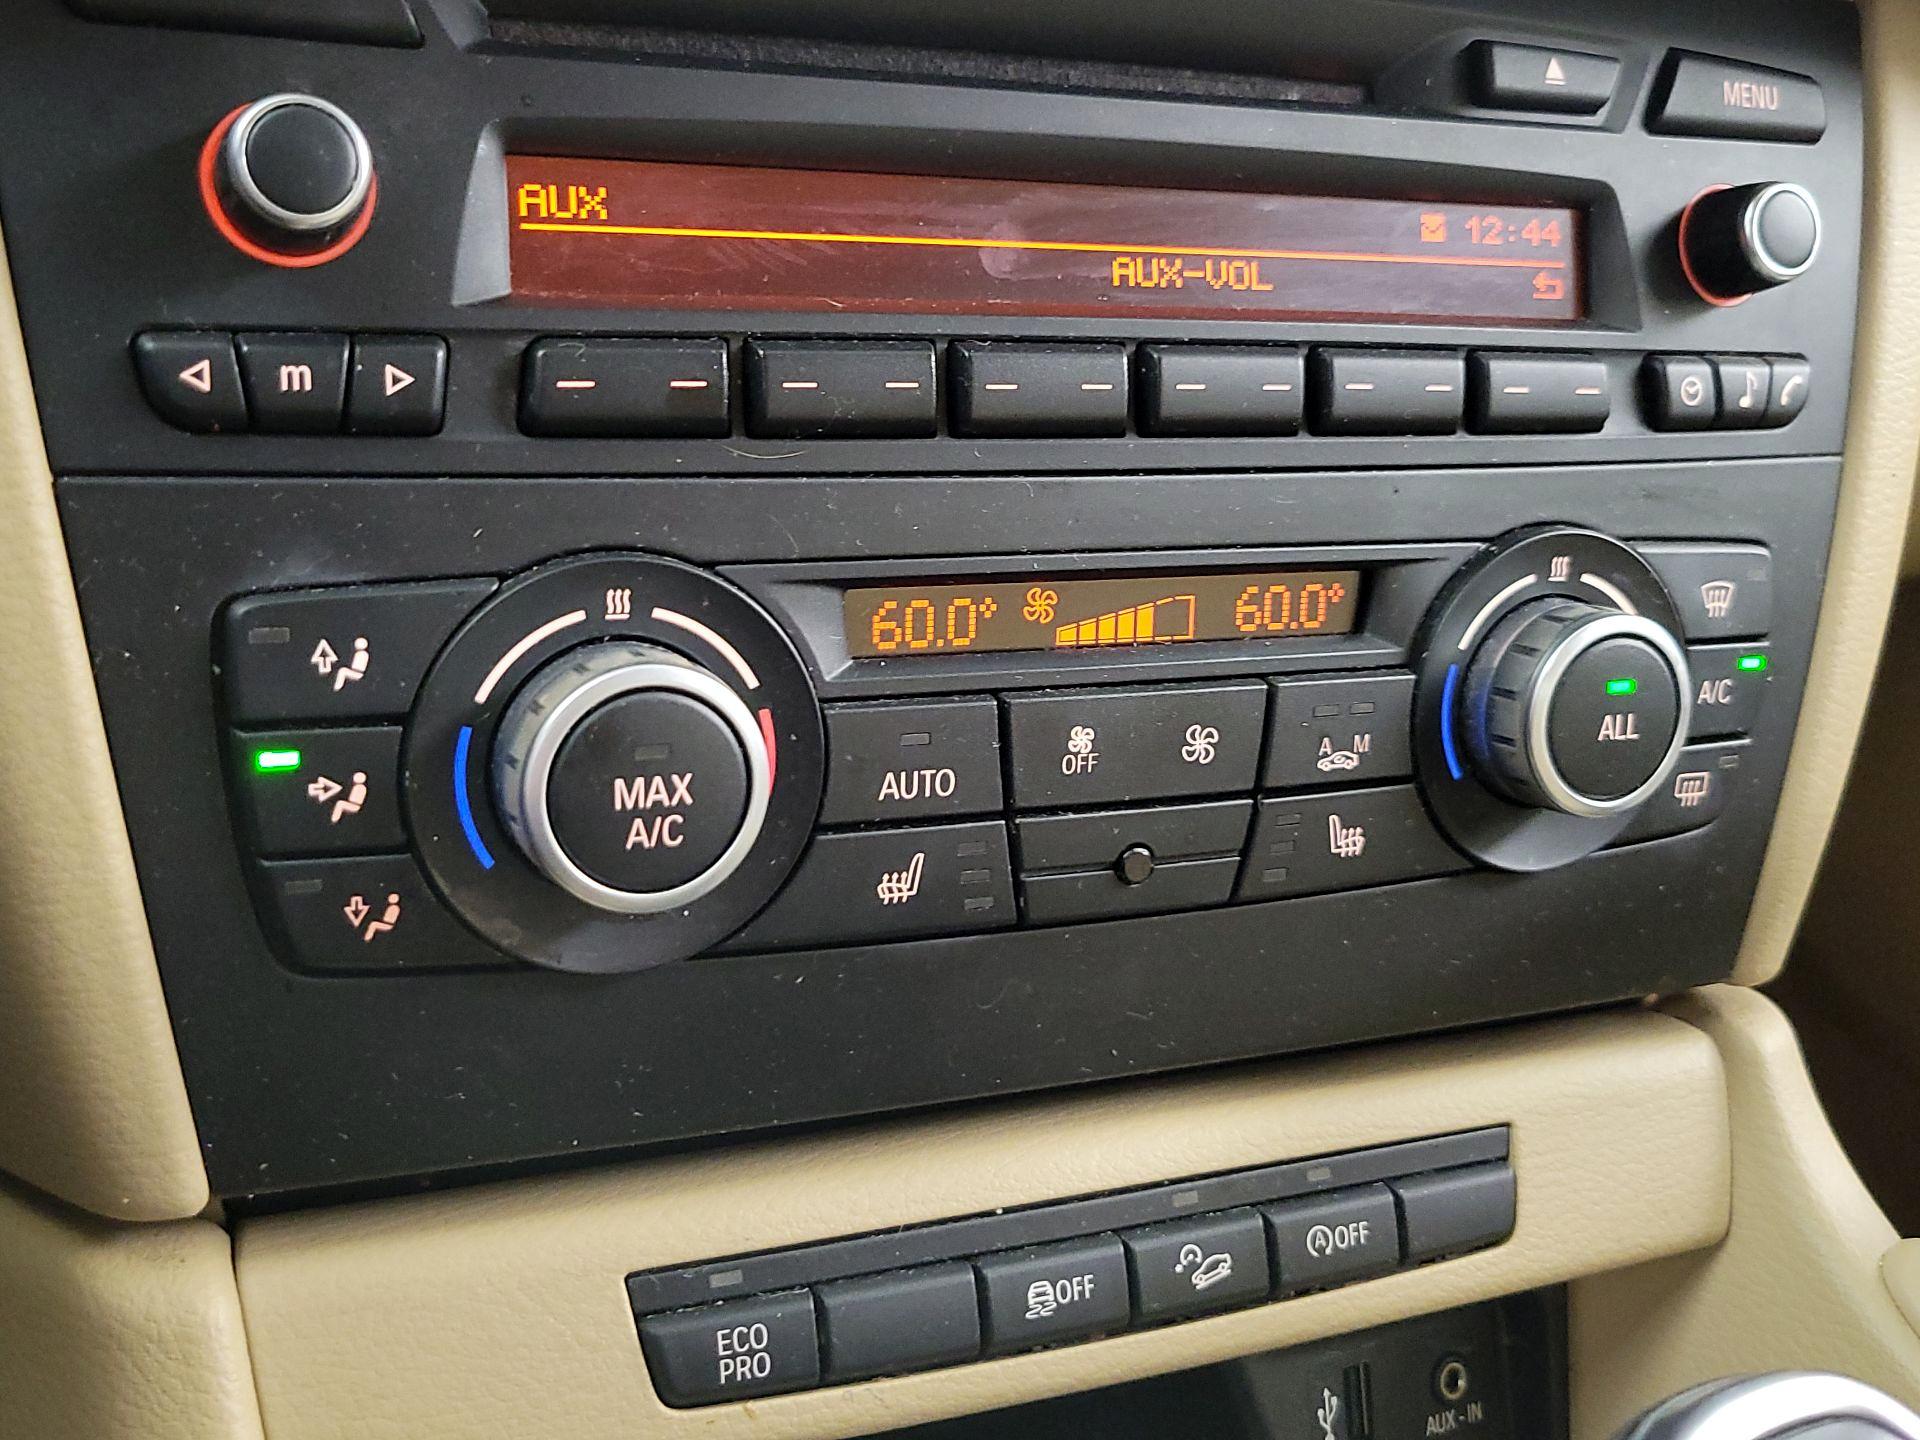 MENU
AUX
12:44
AUX-VOL
m
60.0°
60.0°
A/C
ALL
MAX
A/C
AUTO
OFF
A M
ECO
PRO
OFF
A OFF
AUX-IN